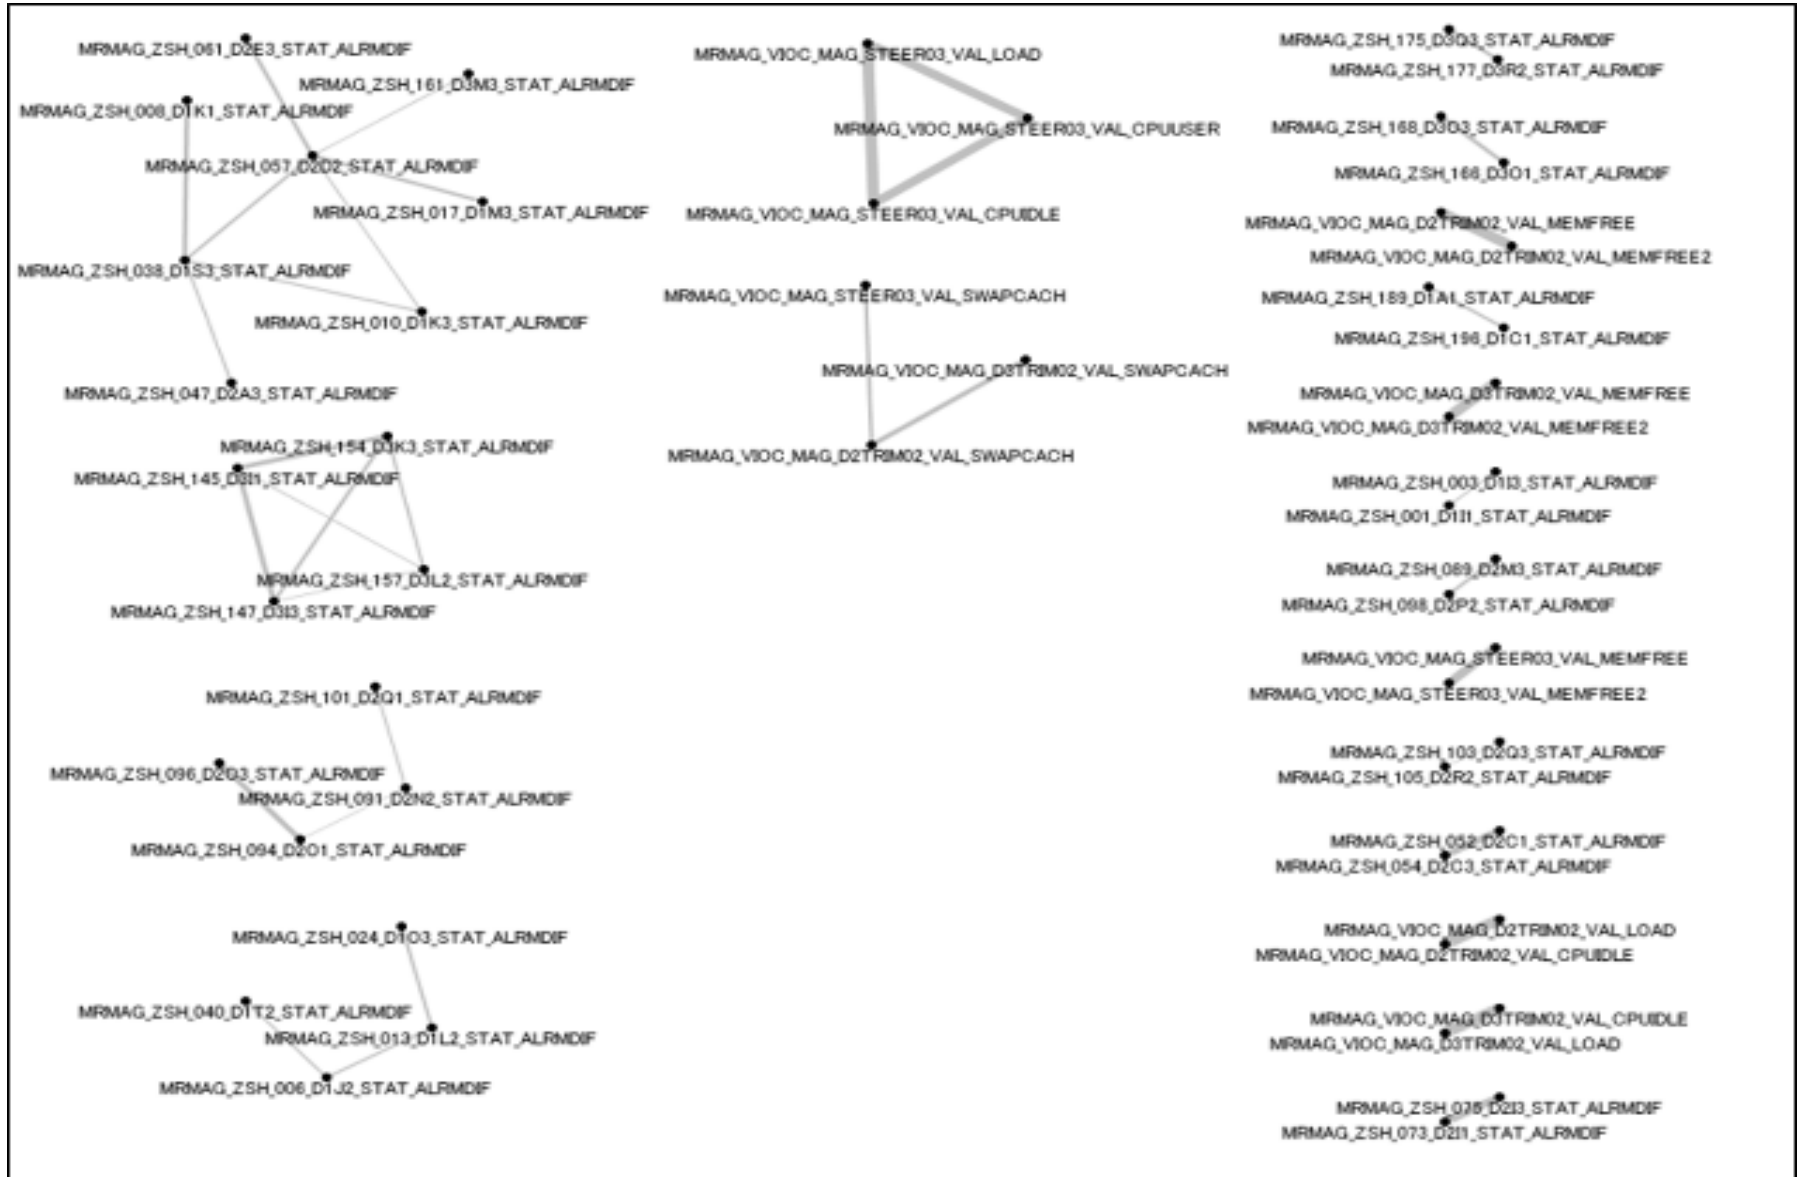 MRMAG_ZSH_061_D2E3_STAT_ALRMDIF
MRMAG_ZSH_161_D3M3_STAT_ALRMDIF
MRMAG_ZSH_008_D1K1_STAT_ALRMDIF
MRMAG_ZSH_057_D2D2_STAT_ALRMDIF
MRMAG_ZSH_017_D1M3_STAT_ALRMDIF
MRMAG_ZSH_038_D1S3_STAT_ALRMDIF
MRMAG_ZSH_010_D1K3_STAT_ALRMDIF
MRMAG_ZSH_047_D2A3_STAT_ALRMDIF
MRMAG_ZSH_154_D3K3_STAT_ALRMDIF
MRMAG_ZSH_145_D3I1_STAT_ALRMDIF
MRMAG_ZSH_157_D3L2_STAT_ALRMDIF
MRMAG_ZSH_147_D3I3_STAT_ALRMDIF
MRMAG_ZSH_101_D2Q1_STAT_ALRMDIF
MRMAG_ZSH_096_D2O3_STAT_ALRMDIF
MRMAG_ZSH_091_D2N2_STAT_ALRMDIF
MRMAG_ZSH_094_D2O1_STAT_ALRMDIF
MRMAG_ZSH_024_D1O3_STAT_ALRMDIF
MRMAG_ZSH_040_D1T2_STAT_ALRMDIF
MRMAG_ZSH_013_D1L2_STAT_ALRMDIF
MRMAG_ZSH_006_D1J2_STAT_ALRMDIF
MRMAG_VIOC_MAG_STEER03_VAL_LOAD
MRMAG_VIOC_MAG_STEER03_VAL_CPUUSER
MRMAG_VIOC_MAG_STEER03_VAL_CPUIDLE
MRMAG_VIOC_MAG_STEER03_VAL_SWAPCACH
MRMAG_VIOC_MAG_D3TRIM02_VAL_SWAPCACH
MRMAG_VIOC_MAG_D2TRIM02_VAL_SWAPCACH
MRMAG_ZSH_175_D3Q3_STAT_ALRMDIF
MRMAG_ZSH_177_D3R2_STAT_ALRMDIF
MRMAG_ZSH_168_D3O3_STAT_ALRMDIF
MRMAG_ZSH_166_D3O1_STAT_ALRMDIF
MRMAG_VIOC_MAG_D2TRIM02_VAL_MEMFREE
MRMAG_VIOC_MAG_D2TRIM02_VAL_MEMFREE2
MRMAG_ZSH_189_D1A1_STAT_ALRMDIF
MRMAG_ZSH_196_D1C1_STAT_ALRMDIF
MRMAG_VIOC_MAG_D3TRIM02_VAL_MEMFREE
MRMAG_VIOC_MAG_D3TRIM02_VAL_MEMFREE2
MRMAG_ZSH_003_D1I3_STAT_ALRMDIF
MRMAG_ZSH_001_D1I1_STAT_ALRMDIF
MRMAG_ZSH_089_D2M3_STAT_ALRMDIF
MRMAG_ZSH_098_D2P2_STAT_ALRMDIF
MRMAG_VIOC_MAG_STEER03_VAL_MEMFREE
MRMAG_VIOC_MAG_STEER03_VAL_MEMFREE2
MRMAG_ZSH_103_D2Q3_STAT_ALRMDIF
MRMAG_ZSH_105_D2R2_STAT_ALRMDIF
MRMAG_ZSH_052_D2C1_STAT_ALRMDIF
MRMAG_ZSH_054_D2C3_STAT_ALRMDIF
MRMAG_VIOC_MAG_D2TRIM02_VAL_LOAD
MRMAG_VIOC_MAG_D2TRIM02_VAL_CPUIDLE
MRMAG_VIOC_MAG_D3TRIM02_VAL_CPUIDLE
MRMAG_VIOC_MAG_D3TRIM02_VAL_LOAD
MRMAG_ZSH_075_D2I3_STAT_ALRMDIF
MRMAG_ZSH_073_D2I1_STAT_ALRMDIF